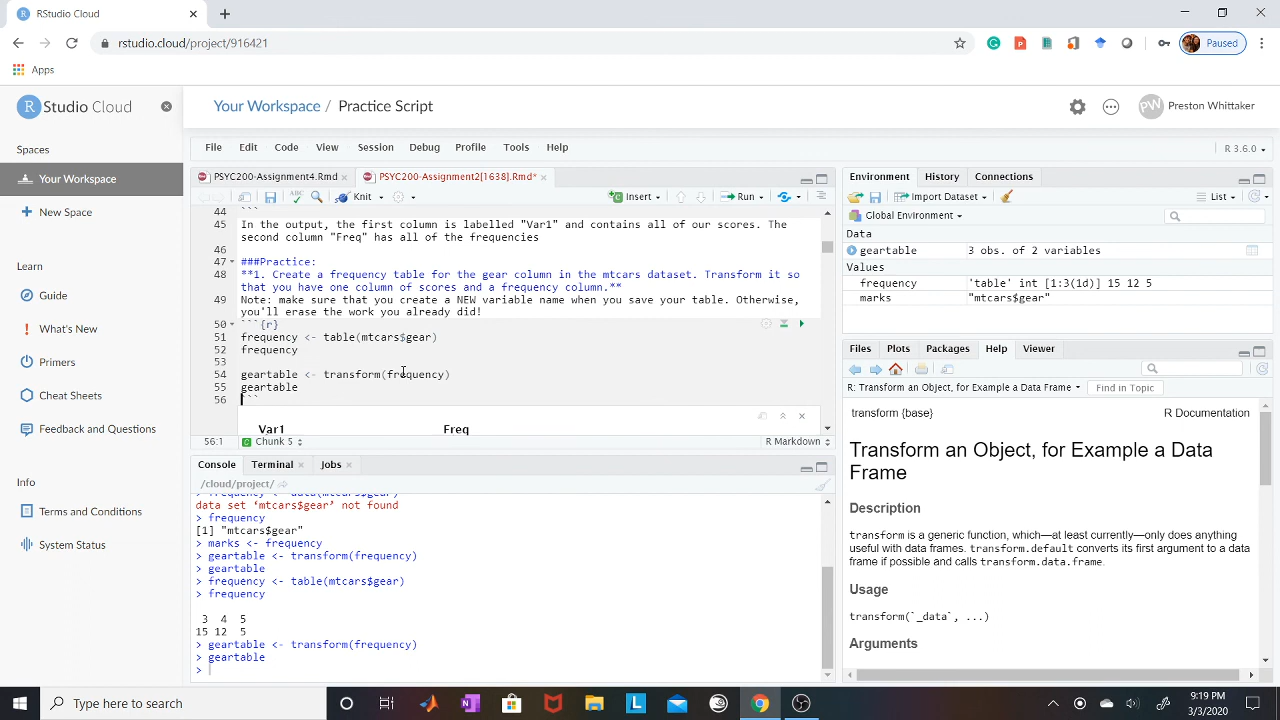 RStudio Cloud
rstudio.cloud/project/916421
Paused
Apps
R Studio Cloud
Your Workspace / Practice Script
PW Preston Whittaker
Spaces
Your Workspace
New Space
Learn
Guide
What's New
Primers
Cheat Sheets
Feedback and Questions
Info
Terms and Conditions
System Status
File Edit Code View Session Debug Profile Tools Help
R 3.6.0
PSYC200-Assignment4.Rmd PSYC200-Assignment2[1638].Rmd*
ABC Knit Insert Run
44 ```
45 In the output, the first column is labelled "Var1" and contains all of our scores. The
second column "Freq" has all of the frequencies
46
47 ###Practice:
48 **1. Create a frequency table for the gear column in the mtcars dataset. Transform it so
that you have one column of scores and a frequency column.**
49 Note: make sure that you create a NEW variable name when you save your table. Otherwise,
you'll erase the work you already did!
50 ```{r}
51 frequency <- table(mtcars$gear)
52 frequency
53
54 geartable <- transform(frequency)
55 geartable
56 ```
Var1 Freq
56:1 Chunk 5 R Markdown
Console Terminal Jobs
/cloud/project/
> frequency <- data(mtcars$gear)
data set ‘mtcars$gear’ not found
> frequency
[1] "mtcars$gear"
> marks <- frequency
> geartable <- transform(frequency)
> geartable
> frequency <- table(mtcars$gear)
> frequency
3 4 5
15 12 5
> geartable <- transform(frequency)
> geartable
>
Environment History Connections
Import Dataset List
Global Environment
Data
geartable 3 obs. of 2 variables
Values
frequency 'table' int [1:3(1d)] 15 12 5
marks "mtcars$gear"
Files Plots Packages Help Viewer
R: Transform an Object, for Example a Data Frame Find in Topic
transform {base} R Documentation
Transform an Object, for Example a Data
Frame
Description
transform is a generic function, which—at least currently—only does anything
useful with data frames. transform.default converts its first argument to a data
frame if possible and calls transform.data.frame.
Usage
transform(`_data`, ...)
Arguments
Type here to search
9:19 PM
3/3/2020